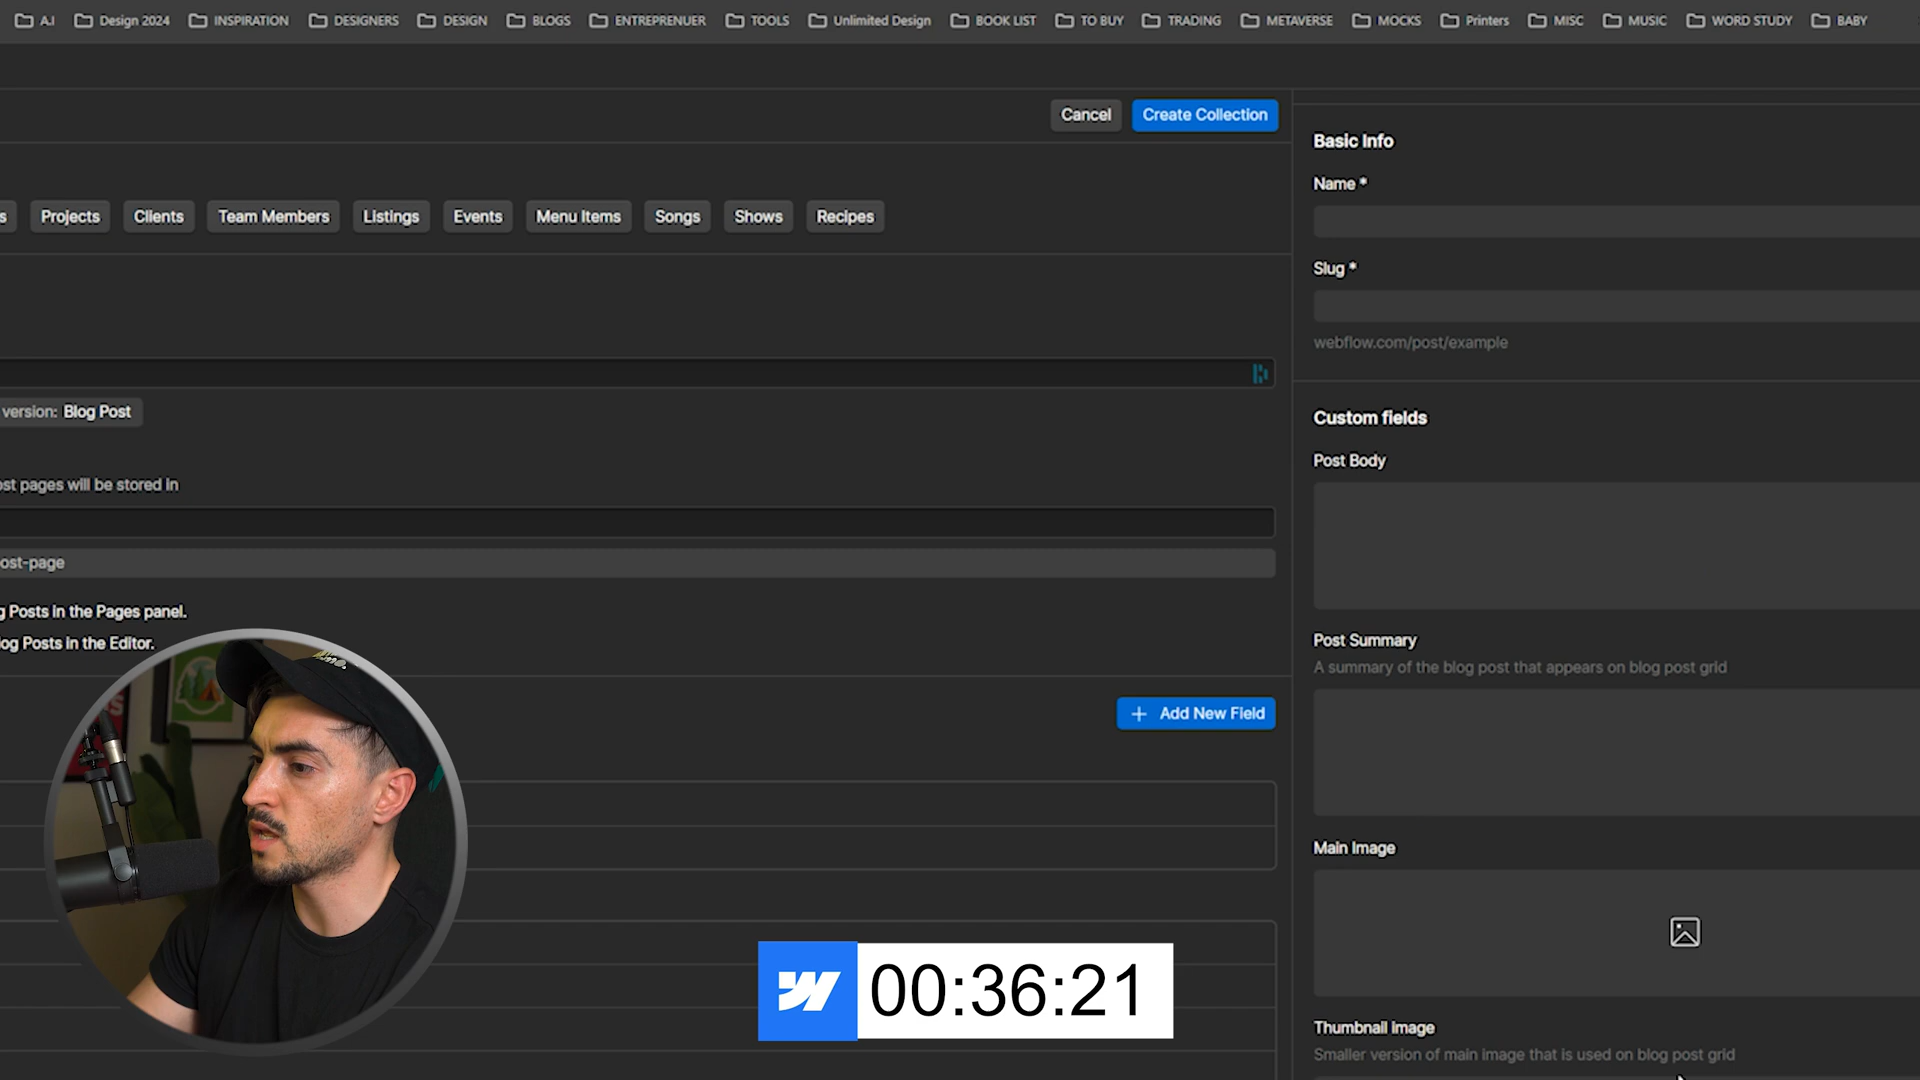 A.I Design 2024 INSPIRATION DESIGNERS DESIGN BLOGS ENTREPRENUER TOOLS Unlimited Design BOOK LIST TO BUY TRADING METAVERSE MOCKS Printers MISC MUSIC WORD STUDY BABY
Cancel Create Collection
s Projects Clients Team Members Listings Events Menu Items Songs Shows Recipes
version: Blog Post
ost pages will be stored in
ost-page
g Posts in the Pages panel.
log Posts in the Editor.
+ Add New Field
00:36:21
Basic Info
Name *
Slug *
webflow.com/post/example
Custom fields
Post Body
Post Summary
A summary of the blog post that appears on blog post grid
Main Image
Thumbnail image
Smaller version of main image that is used on blog post grid